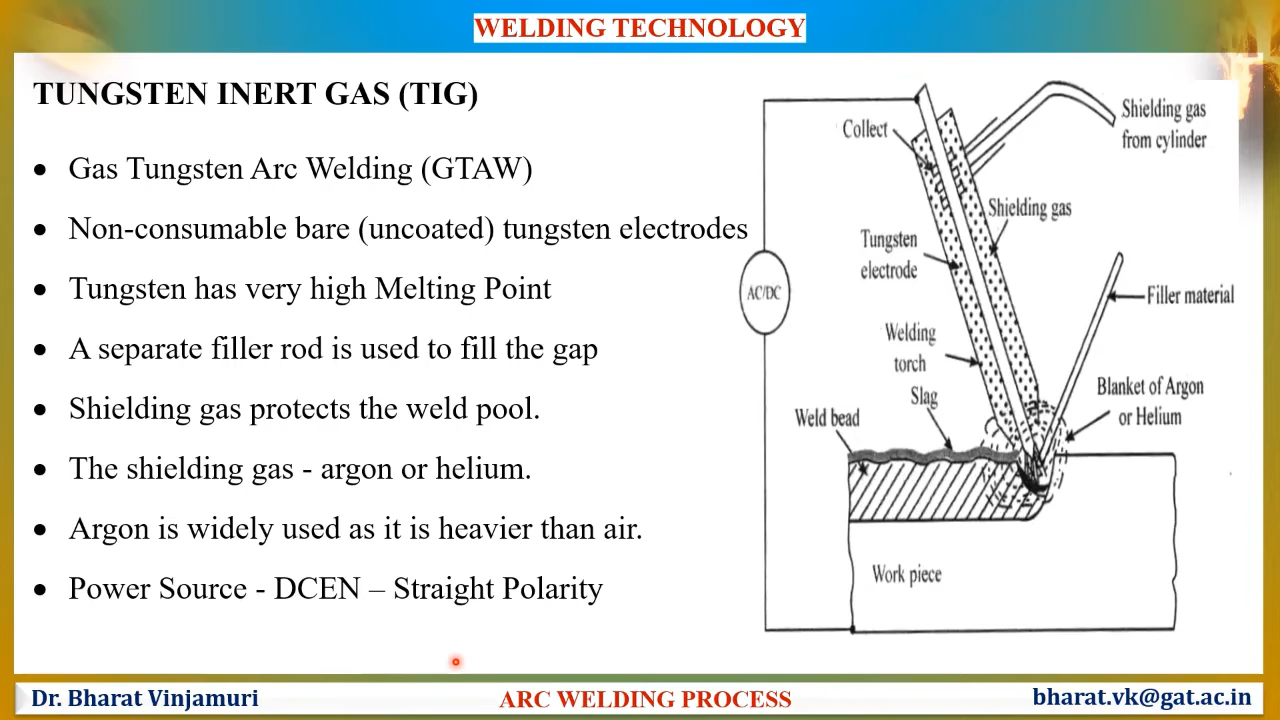 WELDING TECHNOLOGY
TUNGSTEN INERT GAS (TIG)
• Gas Tungsten Arc Welding (GTAW)
• Non-consumable bare (uncoated) tungsten electrodes
• Tungsten has very high Melting Point
• A separate filler rod is used to fill the gap
• Shielding gas protects the weld pool.
• The shielding gas - argon or helium.
• Argon is widely used as it is heavier than air.
• Power Source - DCEN – Straight Polarity
Collect
Shielding gas
from cylinder
Shielding gas
Tungsten
electrode
AC/DC
Filler material
Welding
torch
Slag
Blanket of Argon
or Helium
Weld bead
Work piece
Dr. Bharat Vinjamuri
ARC WELDING PROCESS
bharat.vk@gat.ac.in